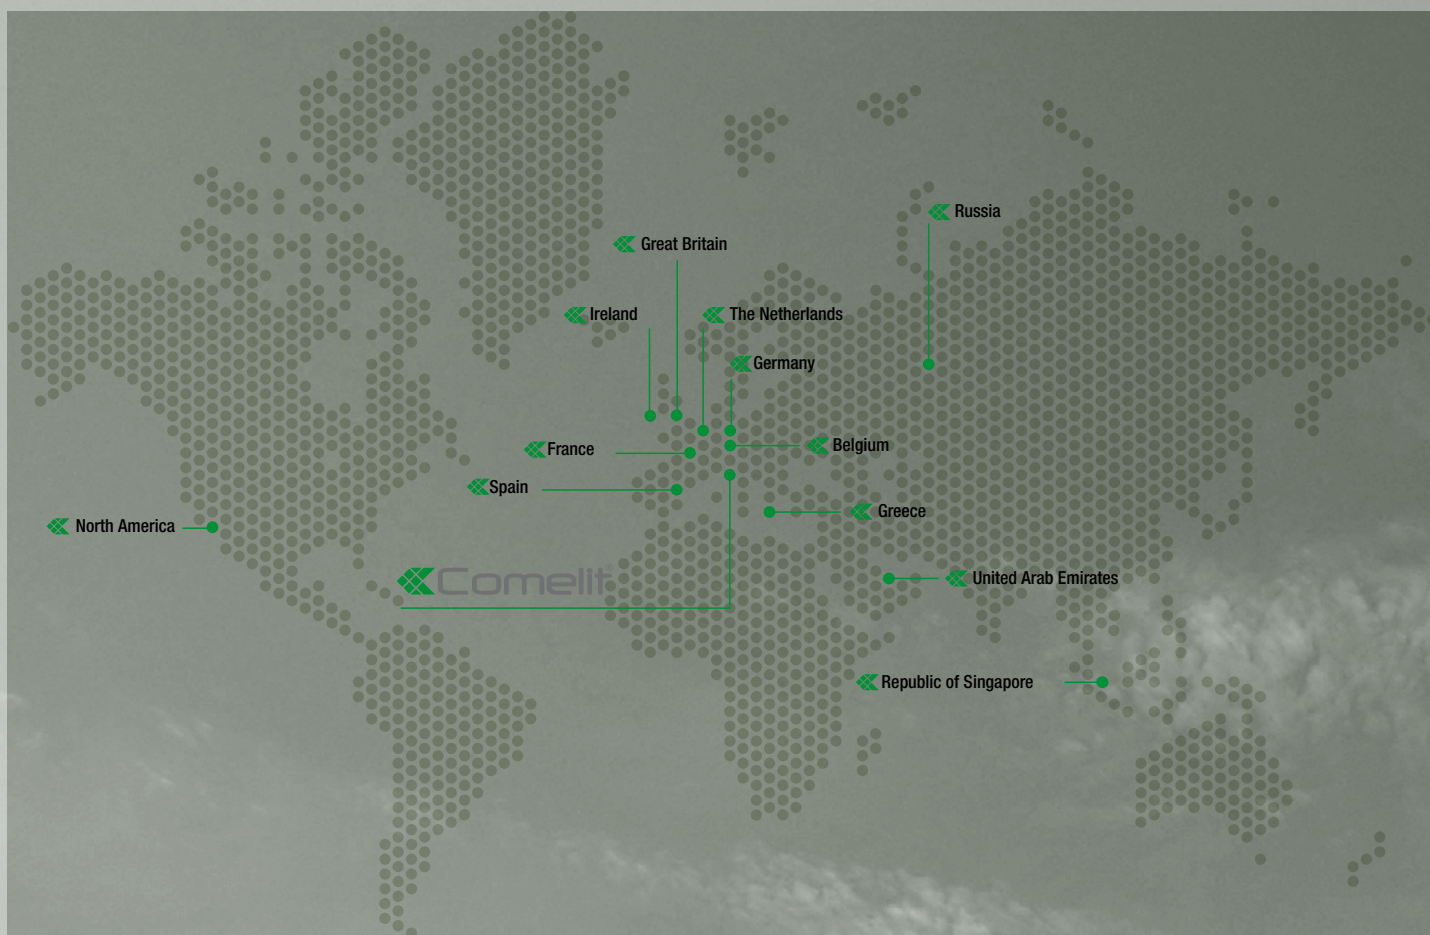 Russia
Great Britain
Ireland
The Netherlands
Germany
France
Belgium
Spain
Greece
North America
Comelit
United Arab Emirates
Republic of Singapore